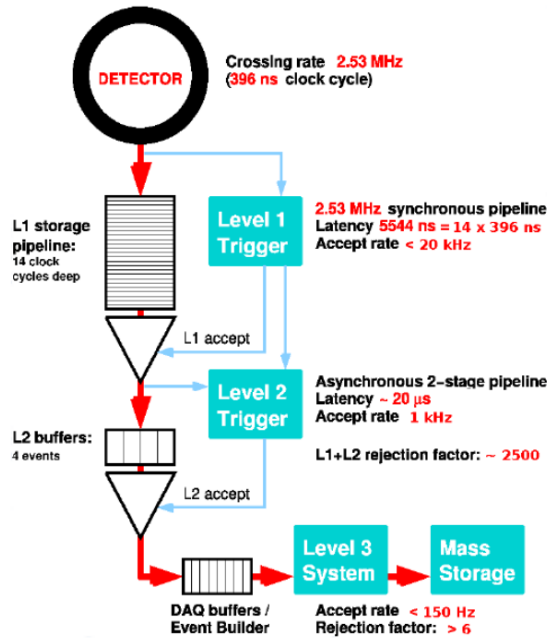 DETECTOR
Crossing rate 2.53 MHz
(396 ns clock cycle)
L1 storage
pipeline:
14 clock
cycles deep
Level 1
Trigger
2.53 MHz synchronous pipeline
Latency 5544 ns = 14 x 396 ns
Accept rate < 20 kHz
L1 accept
L2 buffers:
4 events
Level 2
Trigger
Asynchronous 2-stage pipeline
Latency ~ 20 µs
Accept rate 1 kHz
L1+L2 rejection factor: ~ 2500
L2 accept
DAQ buffers /
Event Builder
Level 3
System
Mass
Storage
Accept rate < 150 Hz
Rejection factor: > 6